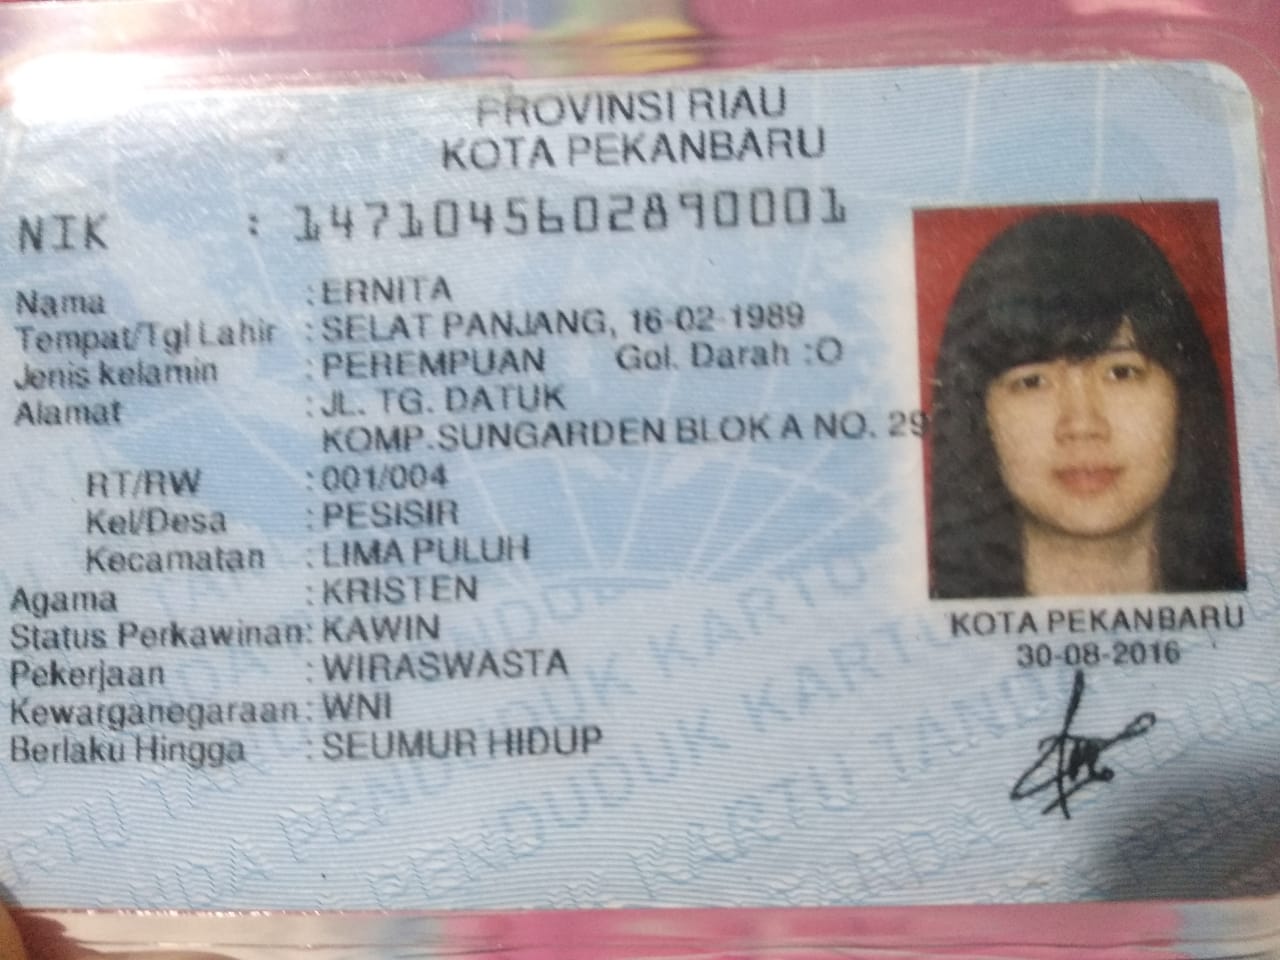 PROVINSI RIAU
KOTA PEKANBARU
NIK : 1471045602890001
Nama : ERNITA
Tempat/Tgl Lahir : SELAT PANJANG, 16-02-1989
Jenis kelamin : PEREMPUAN Gol. Darah : O
Alamat : JL. TG. DATUK
KOMP.SUNGARDEN BLOK A NO. 29
RT/RW : 001/004
Kel/Desa : PESISIR
Kecamatan : LIMA PULUH
Agama : KRISTEN
Status Perkawinan: KAWIN
Pekerjaan : WIRASWASTA
Kewarganegaraan: WNI
Berlaku Hingga : SEUMUR HIDUP
KOTA PEKANBARU
30-08-2016